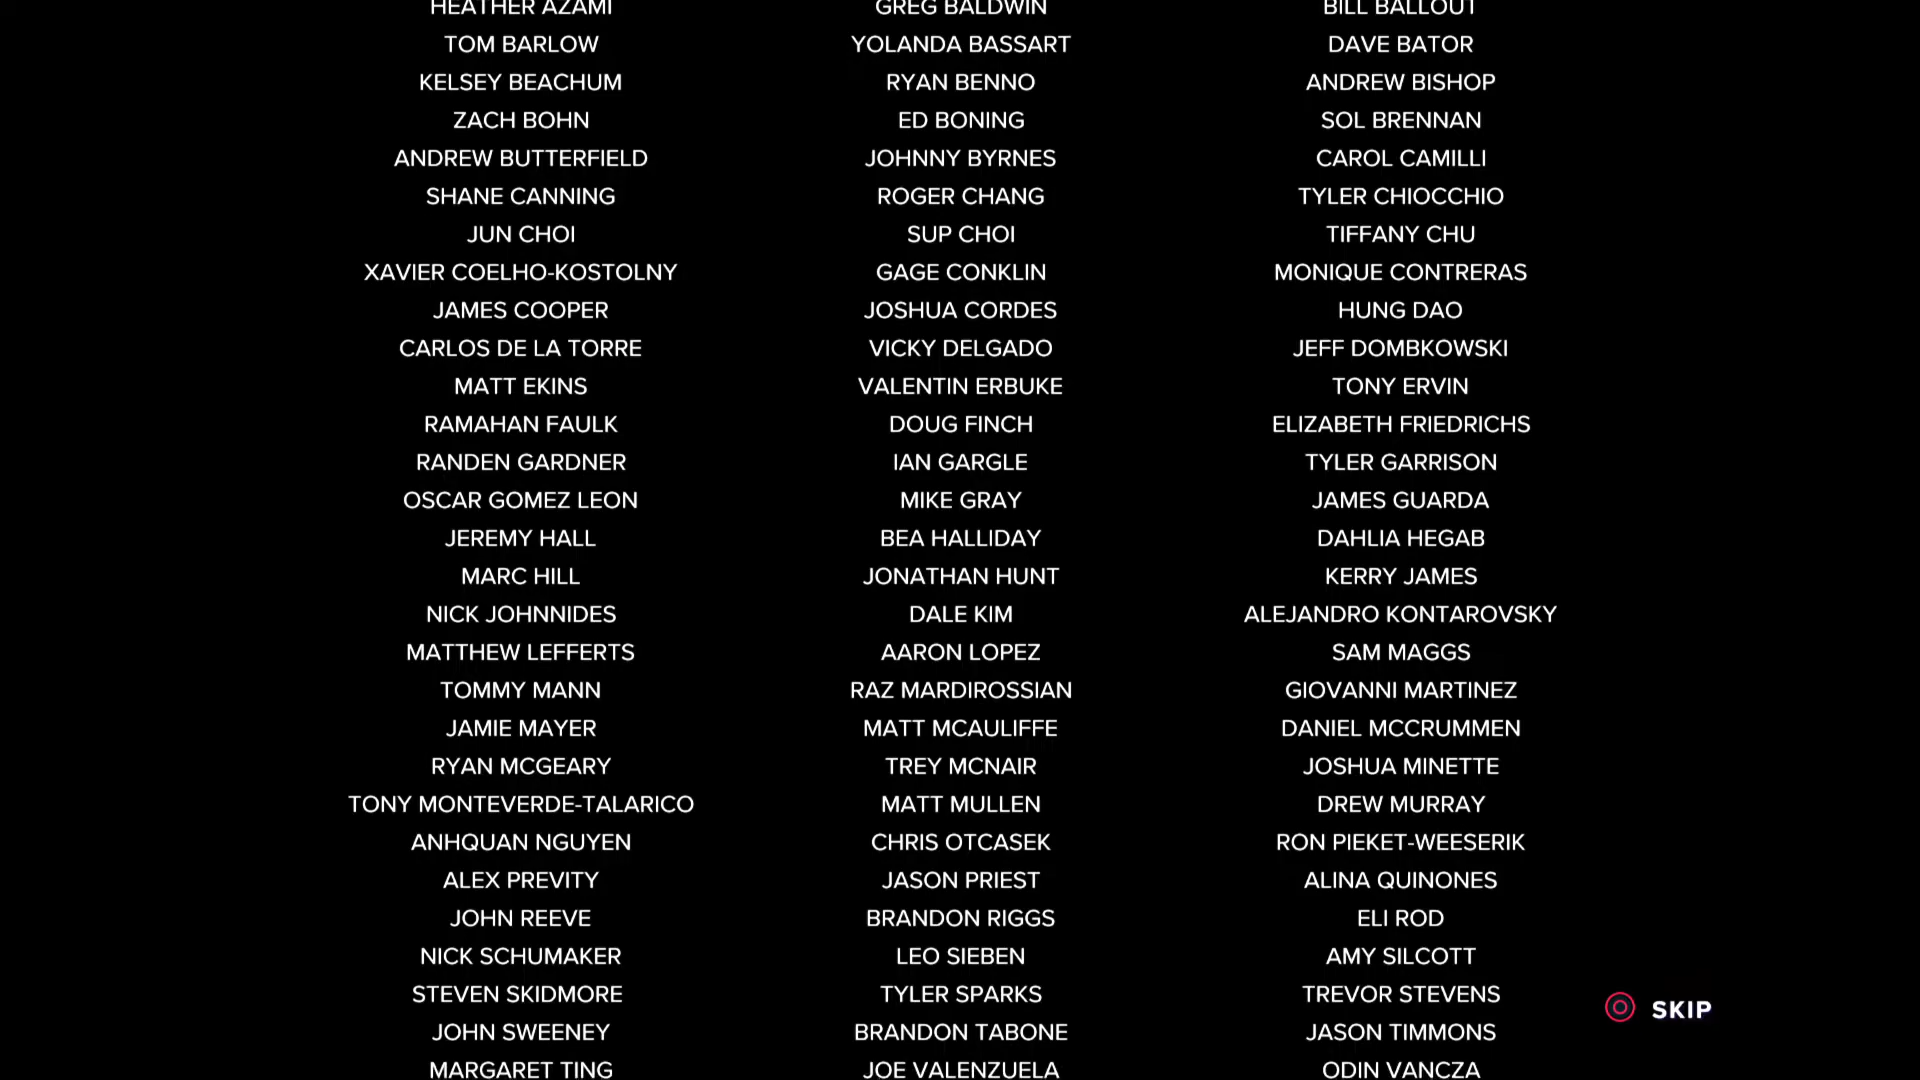 HEATHER AZAMI GREG BALDWIN BILL BALLOUT
TOM BARLOW YOLANDA BASSART DAVE BATOR
KELSEY BEACHUM RYAN BENNO ANDREW BISHOP
ZACH BOHN ED BONING SOL BRENNAN
ANDREW BUTTERFIELD JOHNNY BYRNES CAROL CAMILLI
SHANE CANNING ROGER CHANG TYLER CHIOCCHIO
JUN CHOI SUP CHOI TIFFANY CHU
XAVIER COELHO-KOSTOLNY GAGE CONKLIN MONIQUE CONTRERAS
JAMES COOPER JOSHUA CORDES HUNG DAO
CARLOS DE LA TORRE VICKY DELGADO JEFF DOMBKOWSKI
MATT EKINS VALENTIN ERBUKE TONY ERVIN
RAMAHAN FAULK DOUG FINCH ELIZABETH FRIEDRICHS
RANDEN GARDNER IAN GARGLE TYLER GARRISON
OSCAR GOMEZ LEON MIKE GRAY JAMES GUARDA
JEREMY HALL BEA HALLIDAY DAHLIA HEGAB
MARC HILL JONATHAN HUNT KERRY JAMES
NICK JOHNNIDES DALE KIM ALEJANDRO KONTAROVSKY
MATTHEW LEFFERTS AARON LOPEZ SAM MAGGS
TOMMY MANN RAZ MARDIROSSIAN GIOVANNI MARTINEZ
JAMIE MAYER MATT MCAULIFFE DANIEL MCCRUMMEN
RYAN MCGEARY TREY MCNAIR JOSHUA MINETTE
TONY MONTEVERDE-TALARICO MATT MULLEN DREW MURRAY
ANHQUAN NGUYEN CHRIS OTCASEK RON PIEKET-WEESERIK
ALEX PREVITY JASON PRIEST ALINA QUINONES
JOHN REEVE BRANDON RIGGS ELI ROD
NICK SCHUMAKER LEO SIEBEN AMY SILCOTT
STEVEN SKIDMORE TYLER SPARKS TREVOR STEVENS
SKIP
JOHN SWEENEY BRANDON TABONE JASON TIMMONS
MARGARET TING JOE VALENZUELA ODIN VANCZA